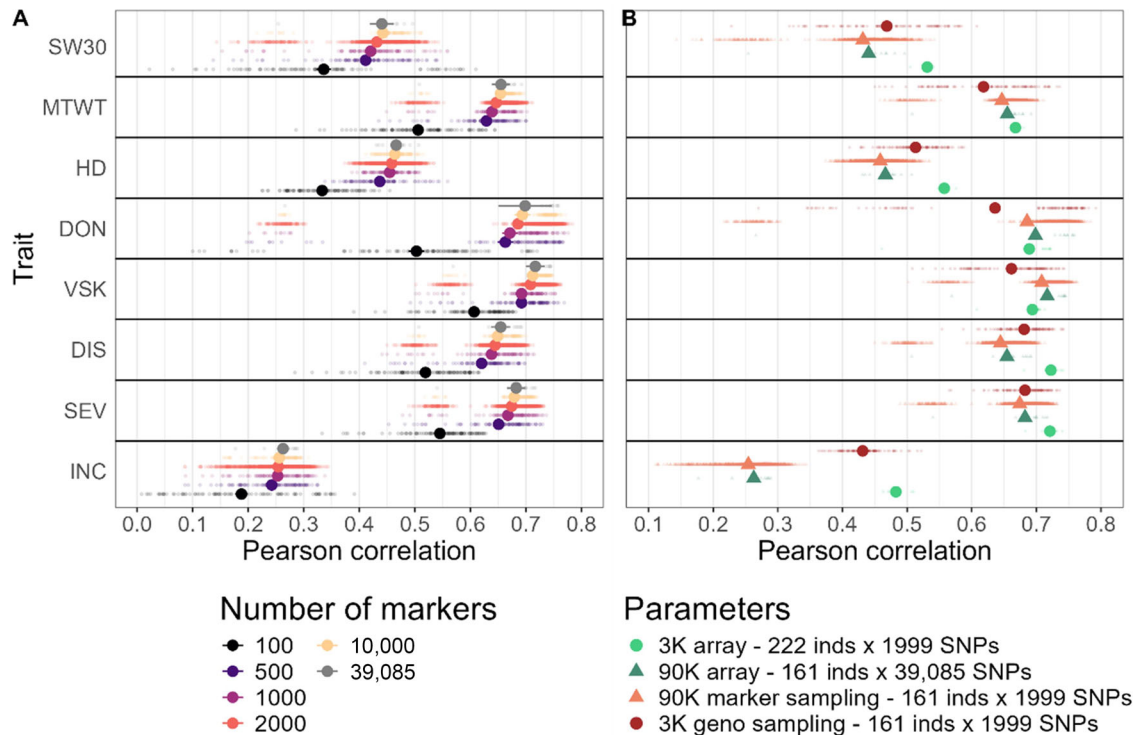 A
B
SW30
MTWT
HD
DON
VSK
DIS
SEV
INC
Trait
0.0 0.1 0.2 0.3 0.4 0.5 0.6 0.7 0.8
0.1 0.2 0.3 0.4 0.5 0.6 0.7 0.8
Pearson correlation
Pearson correlation
Number of markers
100
500
1000
2000
10,000
39,085
Parameters
3K array - 222 inds x 1999 SNPs
90K array - 161 inds x 39,085 SNPs
90K marker sampling - 161 inds x 1999 SNPs
3K geno sampling - 161 inds x 1999 SNPs